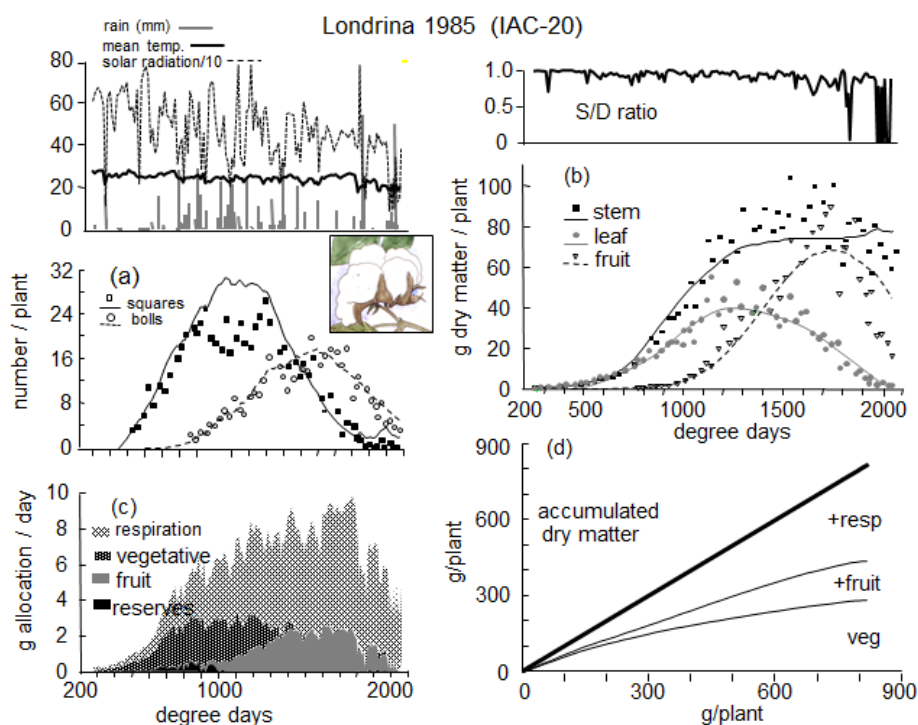 Londrina 1985 (IAC-20)
rain (mm)
mean temp.
solar radiation/10
80
60
40
20
0
1.0
0.5
0
S/D ratio
(a)
squares
bolls
number / plant
32
24
16
8
0
(b)
stem
leaf
fruit
g dry matter / plant
100
80
60
40
20
0
200 500 1000 1500 2000
degree days
(c)
respiration
vegetative
fruit
reserves
g allocation / day
10
8
6
4
2
0
200 1000 2000
degree days
(d)
accumulated
dry matter
+resp
+fruit
veg
g/plant
900
600
300
0
0 300 600 900
g/plant